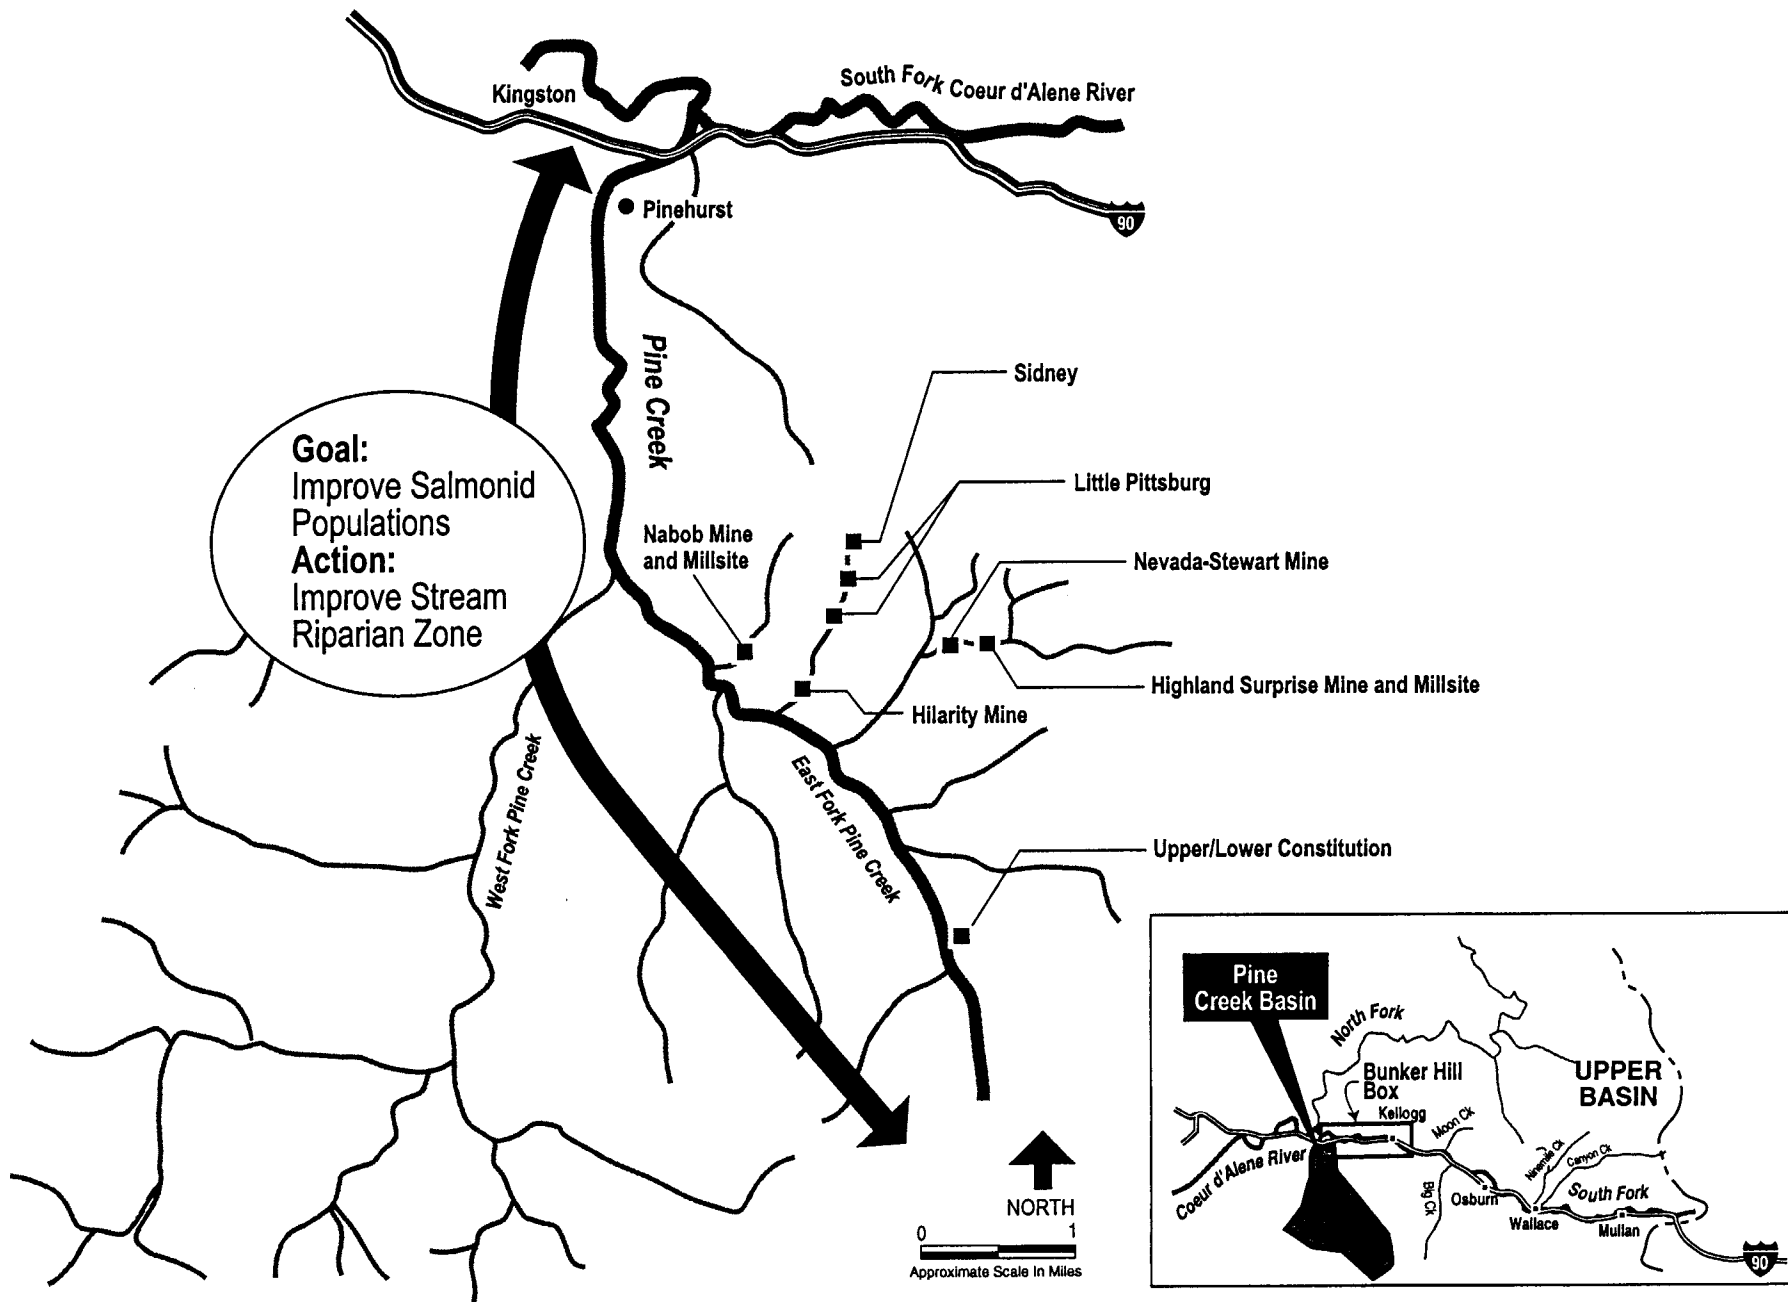 South Fork Coeur d'Alene River
Kingston
Pinehurst
90
Pine Creek
Sidney
Goal:
Improve Salmonid
Populations
Action:
Improve Stream
Riparian Zone
Little Pittsburg
Nabob Mine
and Millsite
Nevada-Stewart Mine
Highland Surprise Mine and Millsite
Hilarity Mine
West Fork Pine Creek
East Fork Pine Creek
Upper/Lower Constitution
NORTH
0 1
Approximate Scale In Miles
Pine
Creek Basin
North Fork
Bunker Hill
Box
Kellogg
UPPER
BASIN
Moon Ck
Ninemile Ck
Canyon Ck
Coeur d'Alene River
Big Ck
Osburn
South Fork
Wallace
Mullan
90